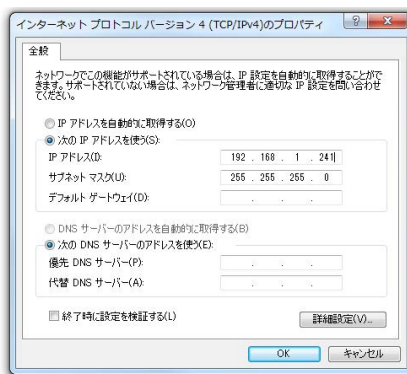 インターネット プロトコル バージョン 4 (TCP/IPv4)のプロパティ
全般
ネットワークでこの機能がサポートされている場合は、IP 設定を自動的に取得することがで
きます。サポートされていない場合は、ネットワーク管理者に適切な IP 設定を問い合わせ
てください。
IP アドレスを自動的に取得する(O)
次の IP アドレスを使う(S):
IP アドレス(I): 192 . 168 . 1 . 241
サブネット マスク(U): 255 . 255 . 255 . 0
デフォルト ゲートウェイ(D): . . .
DNS サーバーのアドレスを自動的に取得する(B)
次の DNS サーバーのアドレスを使う(E):
優先 DNS サーバー(P): . . .
代替 DNS サーバー(A): . . .
終了時に設定を検証する(L)
詳細設定(V)...
OK キャンセル